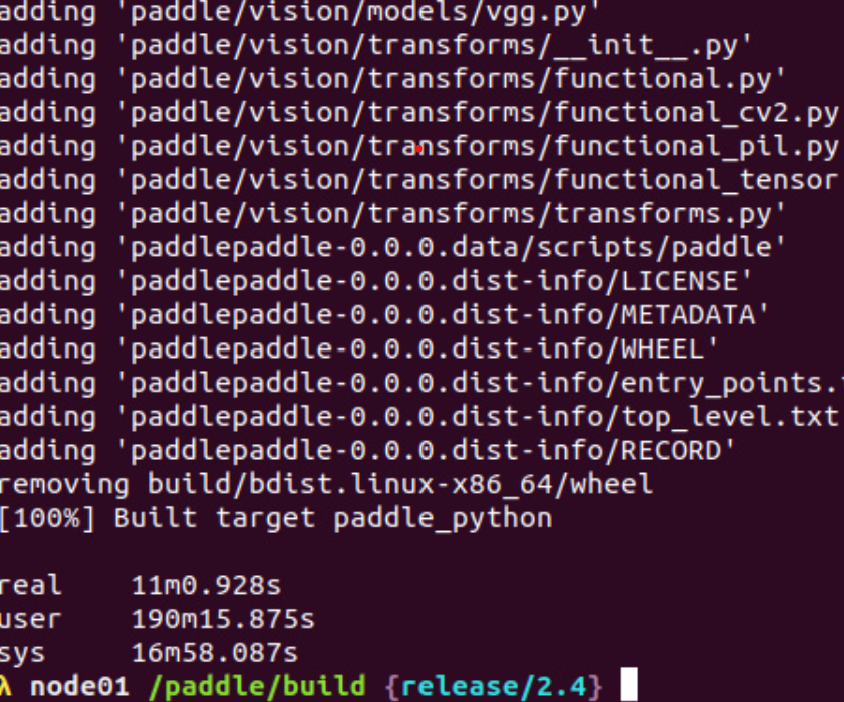 adding 'paddle/vision/models/vgg.py'
adding 'paddle/vision/transforms/__init__.py'
adding 'paddle/vision/transforms/functional.py'
adding 'paddle/vision/transforms/functional_cv2.py
adding 'paddle/vision/transforms/functional_pil.py
adding 'paddle/vision/transforms/functional_tensor
adding 'paddle/vision/transforms/transforms.py'
adding 'paddlepaddle-0.0.0.data/scripts/paddle'
adding 'paddlepaddle-0.0.0.dist-info/LICENSE'
adding 'paddlepaddle-0.0.0.dist-info/METADATA'
adding 'paddlepaddle-0.0.0.dist-info/WHEEL'
adding 'paddlepaddle-0.0.0.dist-info/entry_points.
adding 'paddlepaddle-0.0.0.dist-info/top_level.txt
adding 'paddlepaddle-0.0.0.dist-info/RECORD'
removing build/bdist.linux-x86_64/wheel
[100%] Built target paddle_python
real 11m0.928s
user 190m15.875s
sys 16m58.087s
λ node01 /paddle/build {release/2.4}